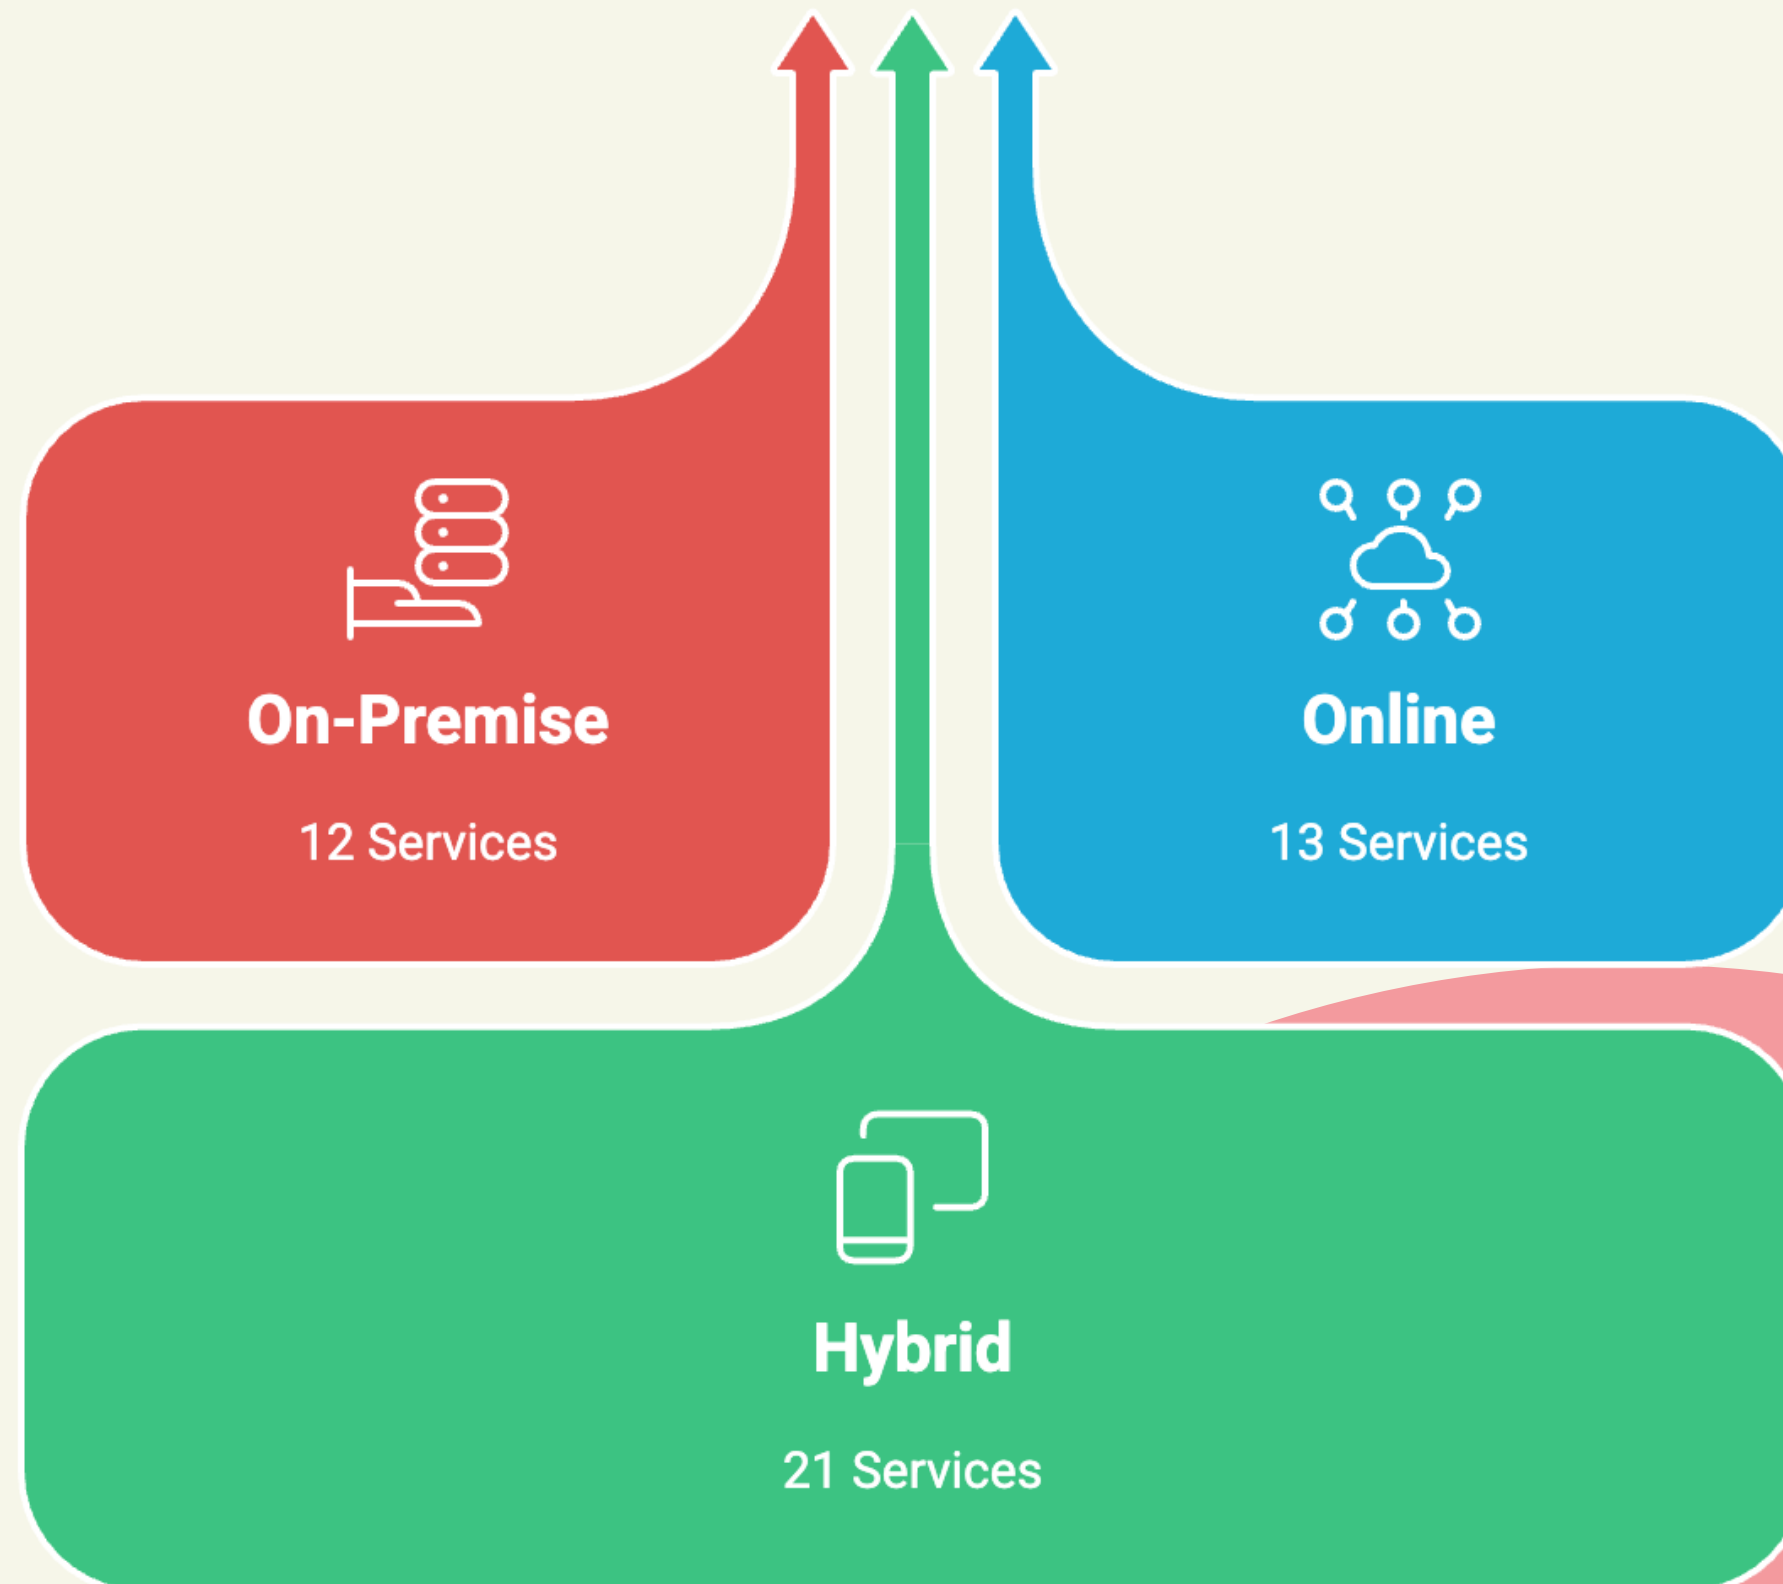 On-Premise
12 Services
Online
13 Services
Hybrid
21 Services